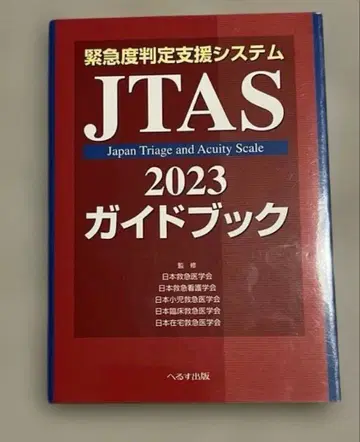 緊急度判定支援システム
JTAS
Japan Triage and Acuity Scale
2023
ガイドブック
監修
日本救急医学会
日本救急看護学会
日本小児救急医学会
日本臨床救急医学会
日本在宅救急医学会
へるす出版